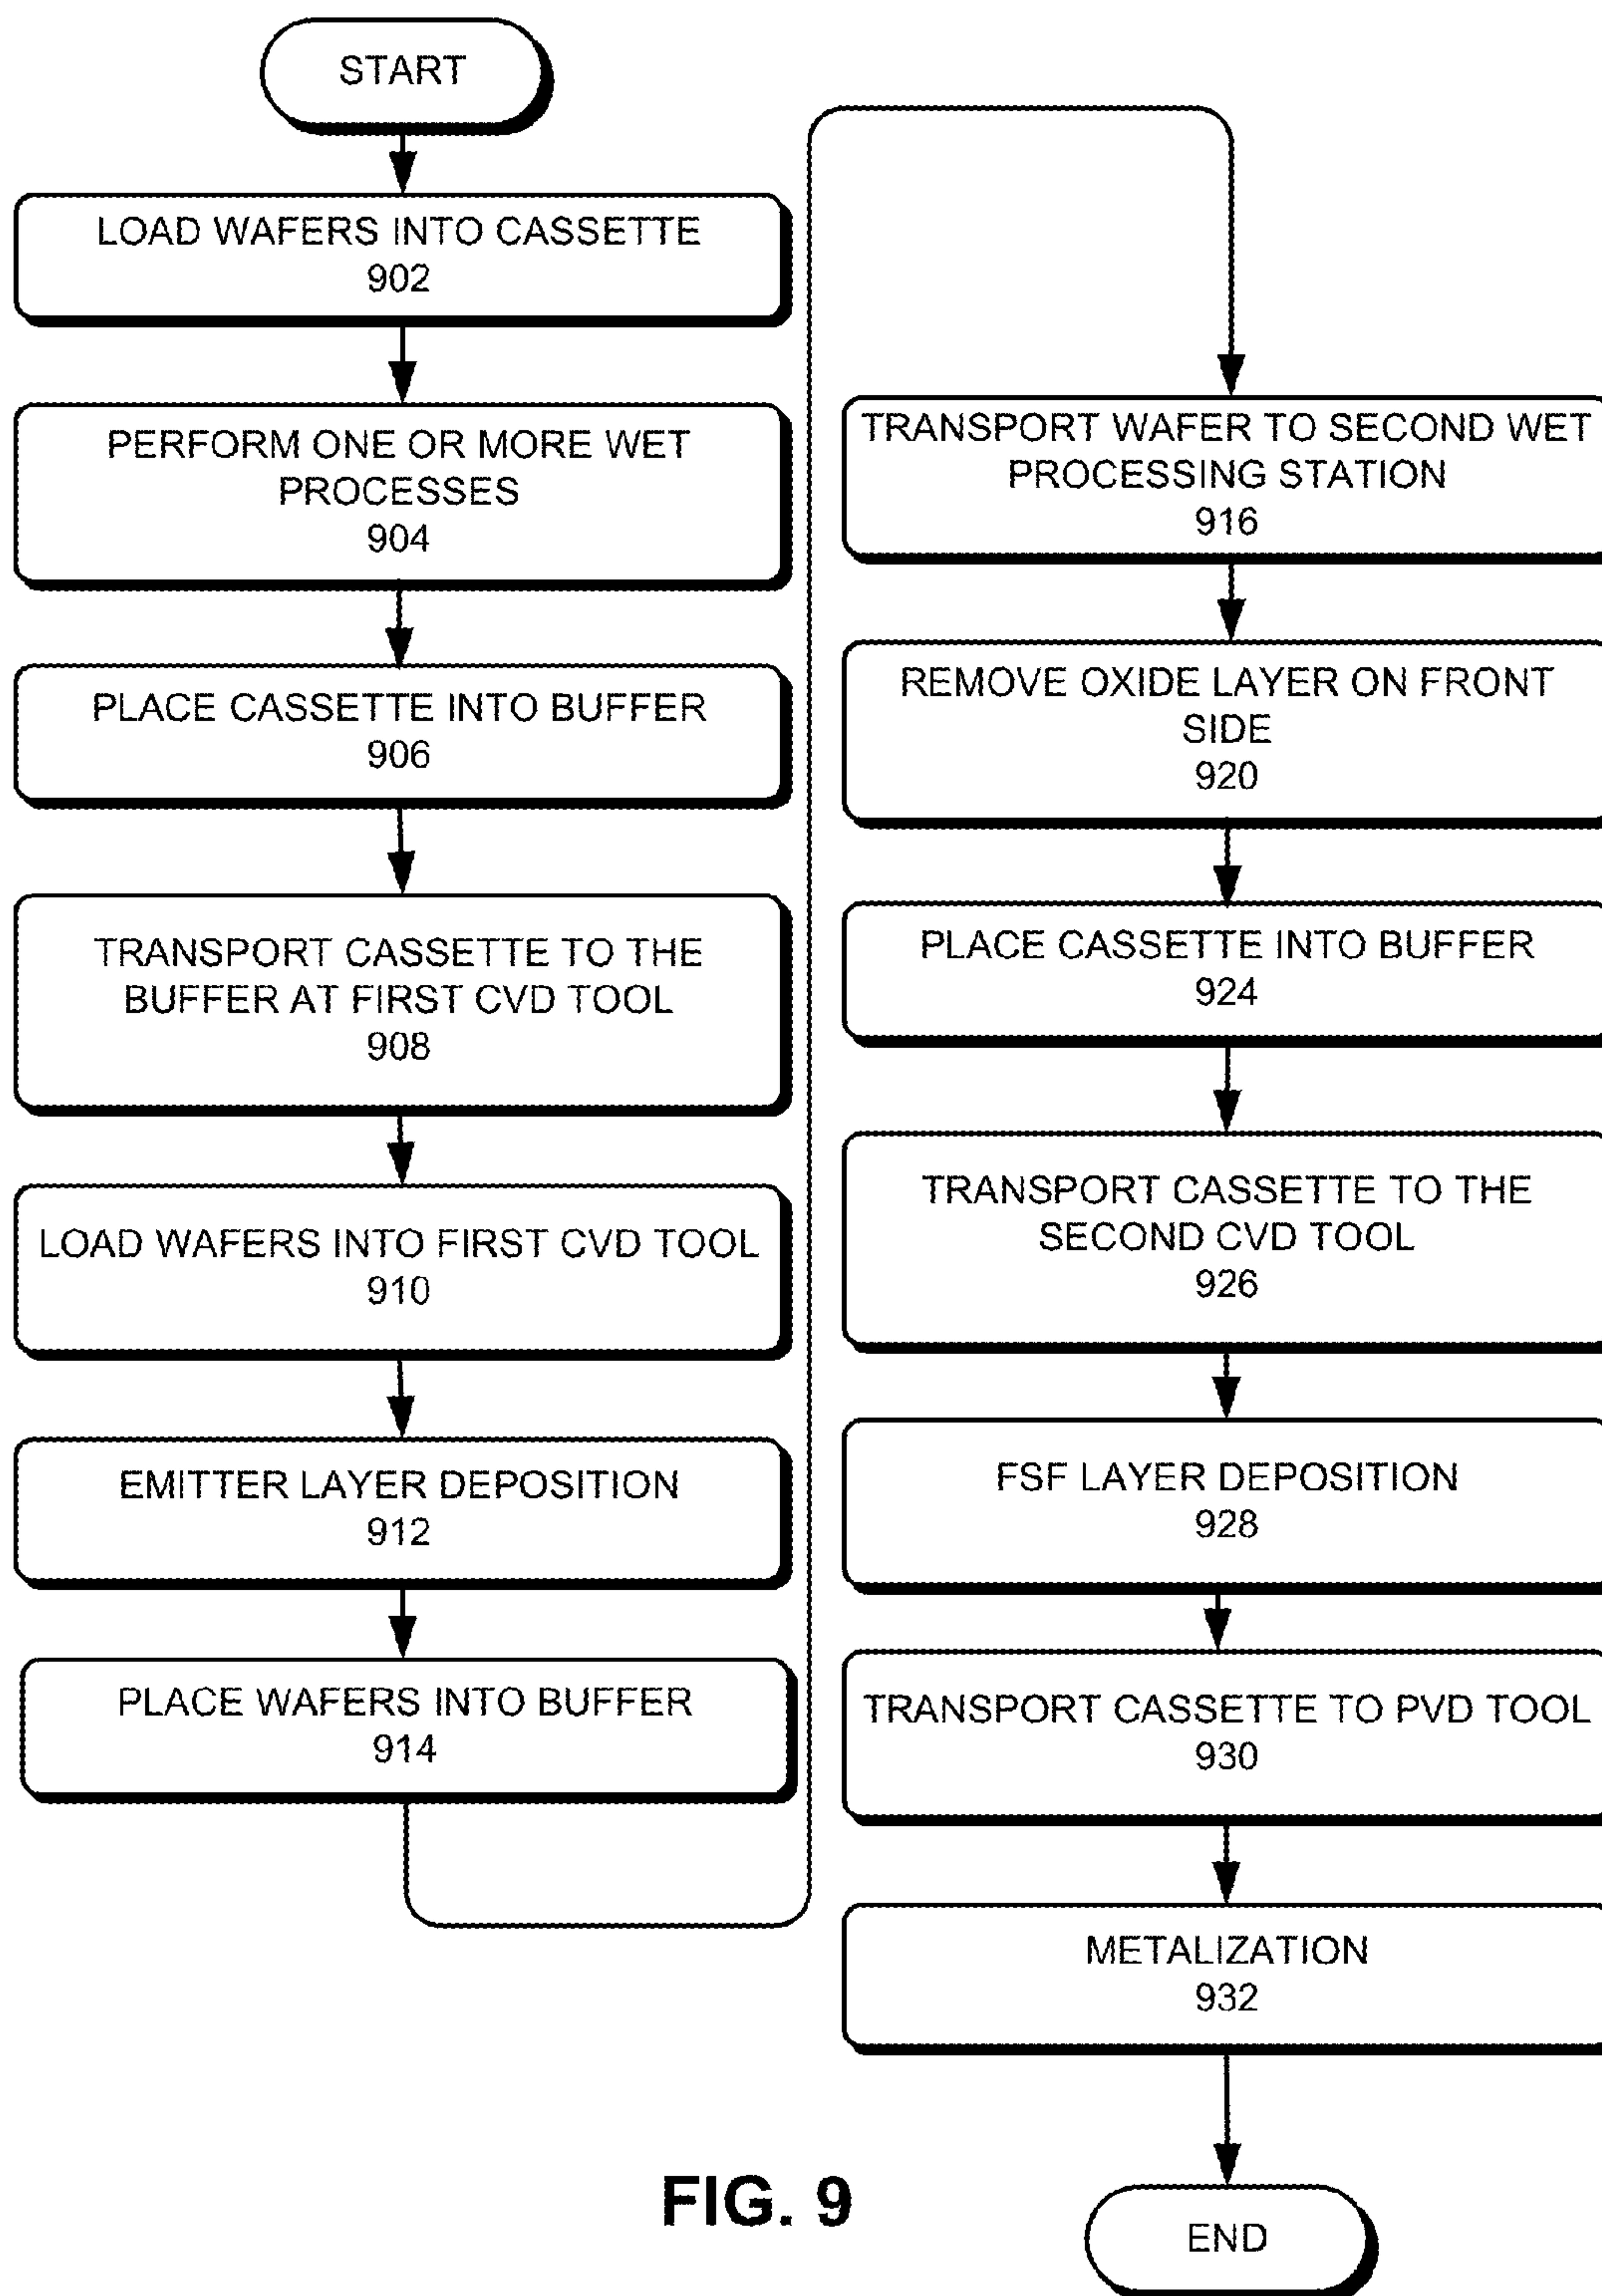 START
LOAD WAFERS INTO CASSETTE
902
PERFORM ONE OR MORE WET
PROCESSES
904
PLACE CASSETTE INTO BUFFER
906
TRANSPORT CASSETTE TO THE
BUFFER AT FIRST CVD TOOL
908
LOAD WAFERS INTO FIRST CVD TOOL
910
EMITTER LAYER DEPOSITION
912
PLACE WAFERS INTO BUFFER
914
TRANSPORT WAFER TO SECOND WET
PROCESSING STATION
916
REMOVE OXIDE LAYER ON FRONT
SIDE
920
PLACE CASSETTE INTO BUFFER
924
TRANSPORT CASSETTE TO THE
SECOND CVD TOOL
926
FSF LAYER DEPOSITION
928
TRANSPORT CASSETTE TO PVD TOOL
930
METALIZATION
932
END
FIG. 9